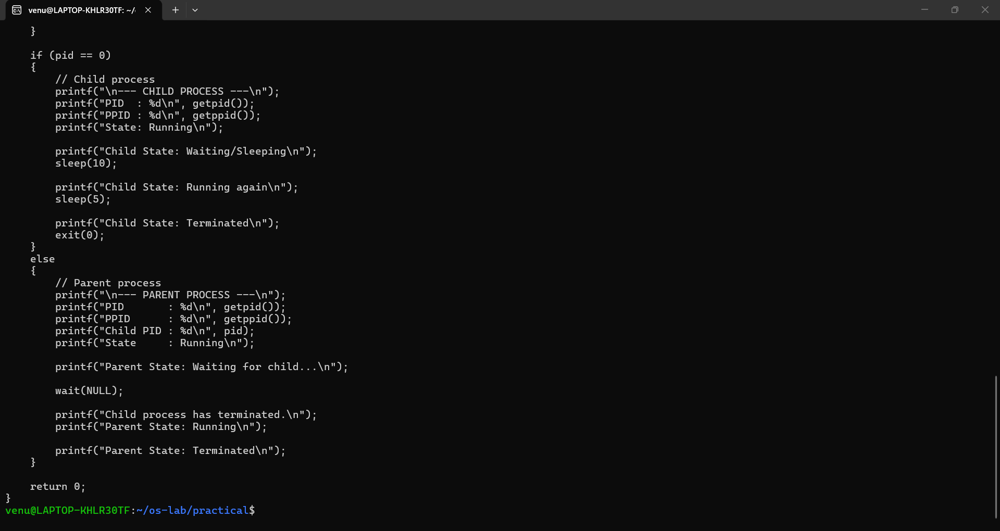 venu@LAPTOP-KHLR30TF: ~/
    }

    if (pid == 0)
    {
        // Child process
        printf("\n--- CHILD PROCESS ---\n");
        printf("PID  : %d\n", getpid());
        printf("PPID : %d\n", getppid());
        printf("State: Running\n");

        printf("Child State: Waiting/Sleeping\n");
        sleep(10);

        printf("Child State: Running again\n");
        sleep(5);

        printf("Child State: Terminated\n");
        exit(0);
    }
    else
    {
        // Parent process
        printf("\n--- PARENT PROCESS ---\n");
        printf("PID       : %d\n", getpid());
        printf("PPID      : %d\n", getppid());
        printf("Child PID : %d\n", pid);
        printf("State     : Running\n");

        printf("Parent State: Waiting for child...\n");

        wait(NULL);

        printf("Child process has terminated.\n");
        printf("Parent State: Running\n");

        printf("Parent State: Terminated\n");
    }

    return 0;
}
venu@LAPTOP-KHLR30TF:~/os-lab/practical$